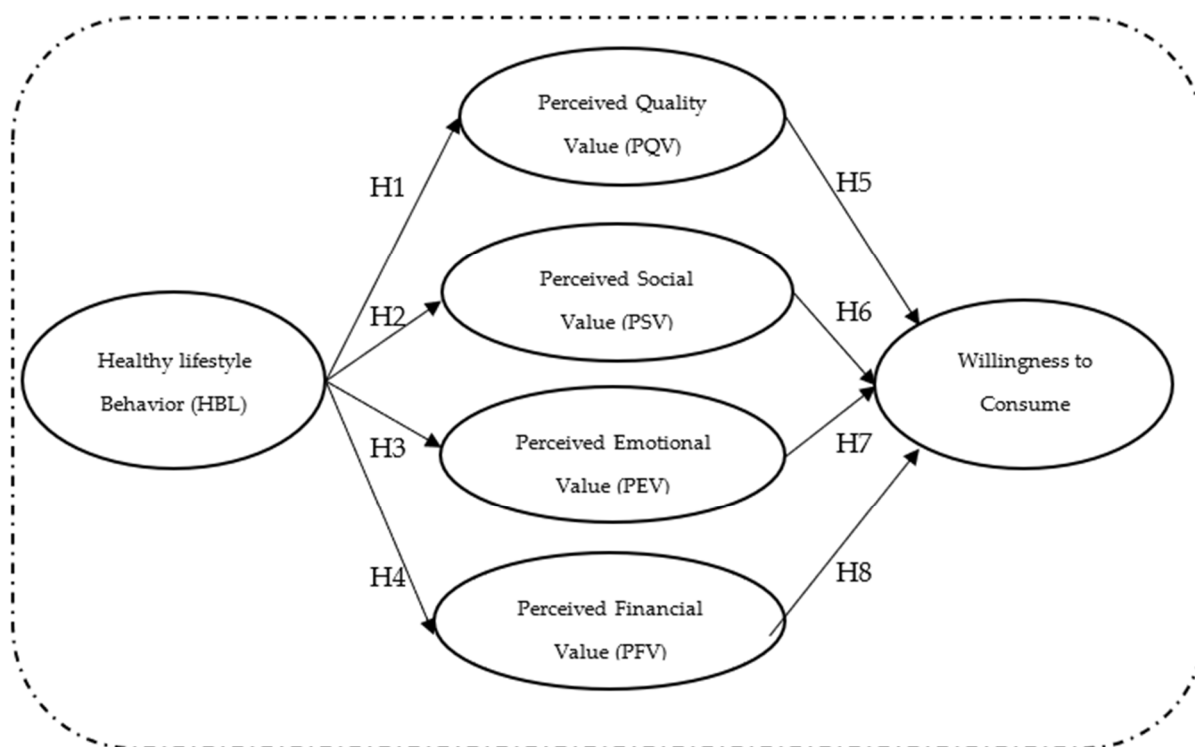 Perceived Quality
Value (PQV)
H1
H5
Perceived Social
Value (PSV)
H2
H6
Healthy lifestyle
Behavior (HBL)
Willingness to
Consume
Perceived Emotional
Value (PEV)
H3
H7
H4
H8
Perceived Financial
Value (PFV)